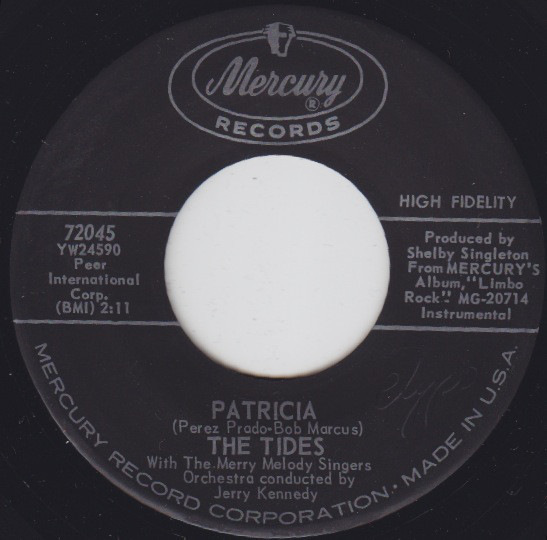 Mercury
®
RECORDS
HIGH FIDELITY
72045
YW24590
Peer
International
Corp.
(BMI) 2:11
Produced by
Shelby Singleton
From MERCURY'S
Album, "Limbo
Rock". MG-20714
Instrumental
PATRICIA
(Perez Prado-Bob Marcus)
THE TIDES
With The Merry Melody Singers
Orchestra conducted by
Jerry Kennedy
MERCURY RECORD CORPORATION • MADE IN U.S.A.